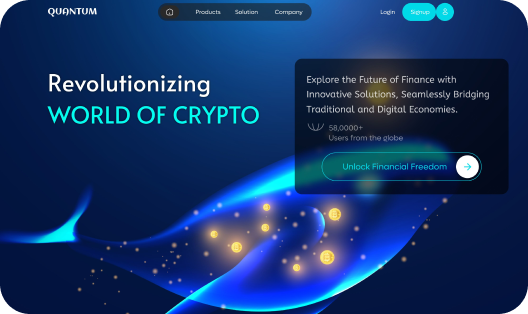 QUANTUM
Products Solution Company
Login Signup
Revolutionizing
WORLD OF CRYPTO
Explore the Future of Finance with
Innovative Solutions, Seamlessly Bridging
Traditional and Digital Economies.
58,0000+
Users from the globe
Unlock Financial Freedom